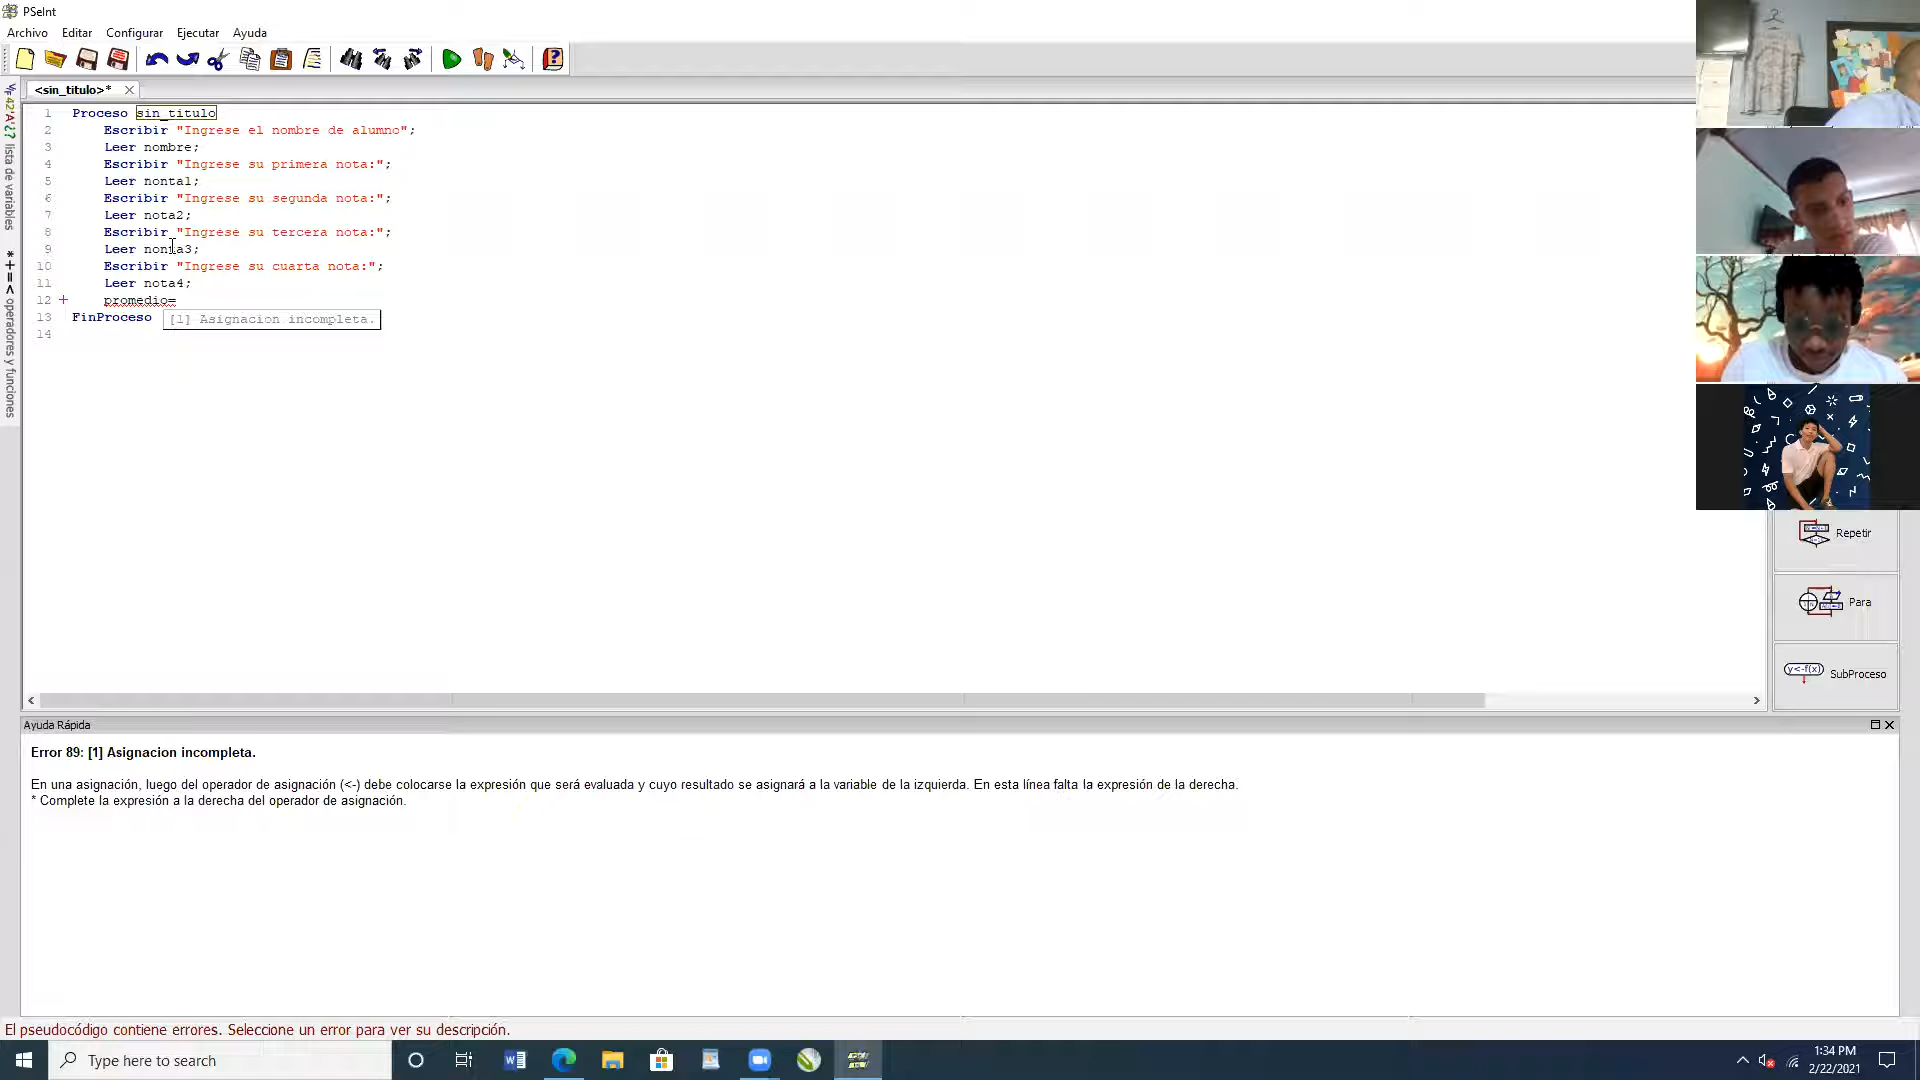 PSeInt
Archivo Editar Configurar Ejecutar Ayuda
<sin_titulo>*
1 Proceso sin_titulo
2 Escribir "Ingrese el nombre de alumno";
3 Leer nombre;
4 Escribir "Ingrese su primera nota:";
5 Leer nonta1;
6 Escribir "Ingrese su segunda nota:";
7 Leer nota2;
8 Escribir "Ingrese su tercera nota:";
9 Leer nonta3;
10 Escribir "Ingrese su cuarta nota:";
11 Leer nota4;
12 promedio=
13 FinProceso [1] Asignacion incompleta.
14
lista de variables
*+=< operadores y funciones
Repetir
Para
y<-f(x) SubProceso
Ayuda Rápida
Error 89: [1] Asignacion incompleta.
En una asignación, luego del operador de asignación (<-) debe colocarse la expresión que será evaluada y cuyo resultado se asignará a la variable de la izquierda. En esta línea falta la expresión de la derecha.
* Complete la expresión a la derecha del operador de asignación.
El pseudocódigo contiene errores. Seleccione un error para ver su descripción.
Type here to search
1:34 PM
2/22/2021